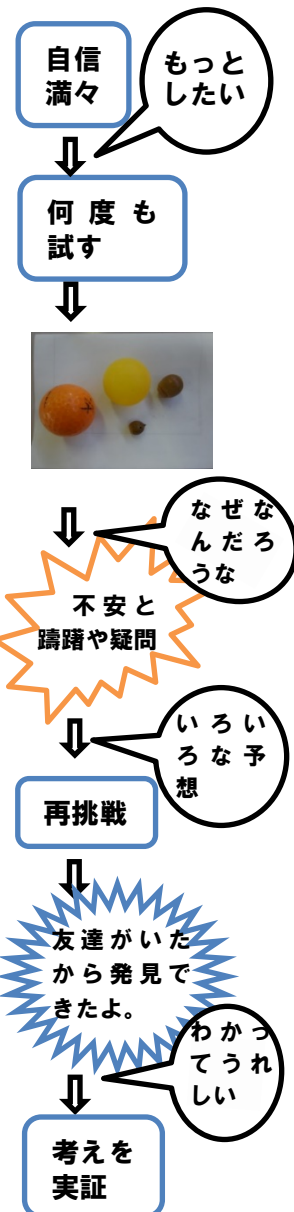 自信
満々
もっと
したい
何度も
試す
なぜな
んだろ
うな
不安と
躊躇や疑問
いろい
ろな予
想
再挑戦
友達がいた
から発見で
きたよ。
わかっ
てうれ
しい
考えを
実証